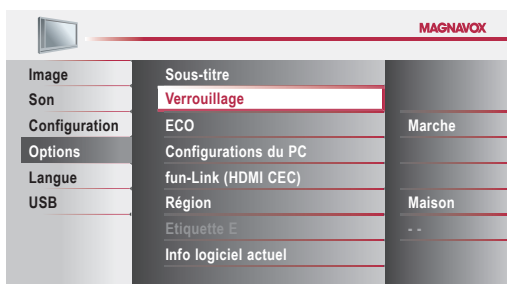 MAGNAVOX
Image
Son
Configuration
Options
Langue
USB
Sous-titre
Verrouillage
ECO
Marche
Configurations du PC
fun-Link (HDMI CEC)
Région
Maison
Etiquette E
- -
Info logiciel actuel